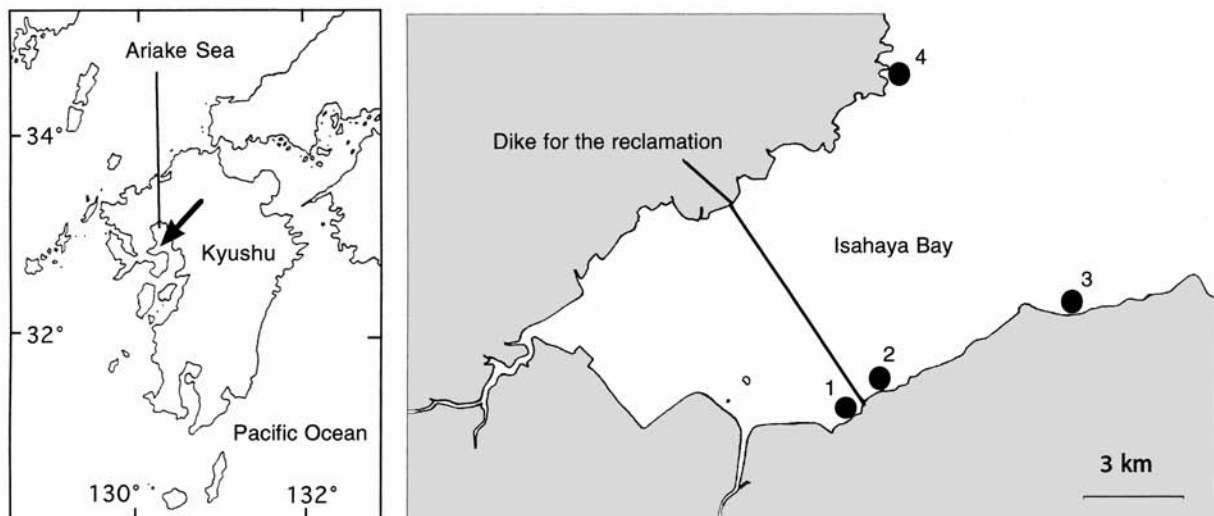 Ariake Sea
34°
Kyushu
32°
Pacific Ocean
130°
132°
4
Dike for the reclamation
Isahaya Bay
3
2
1
3 km